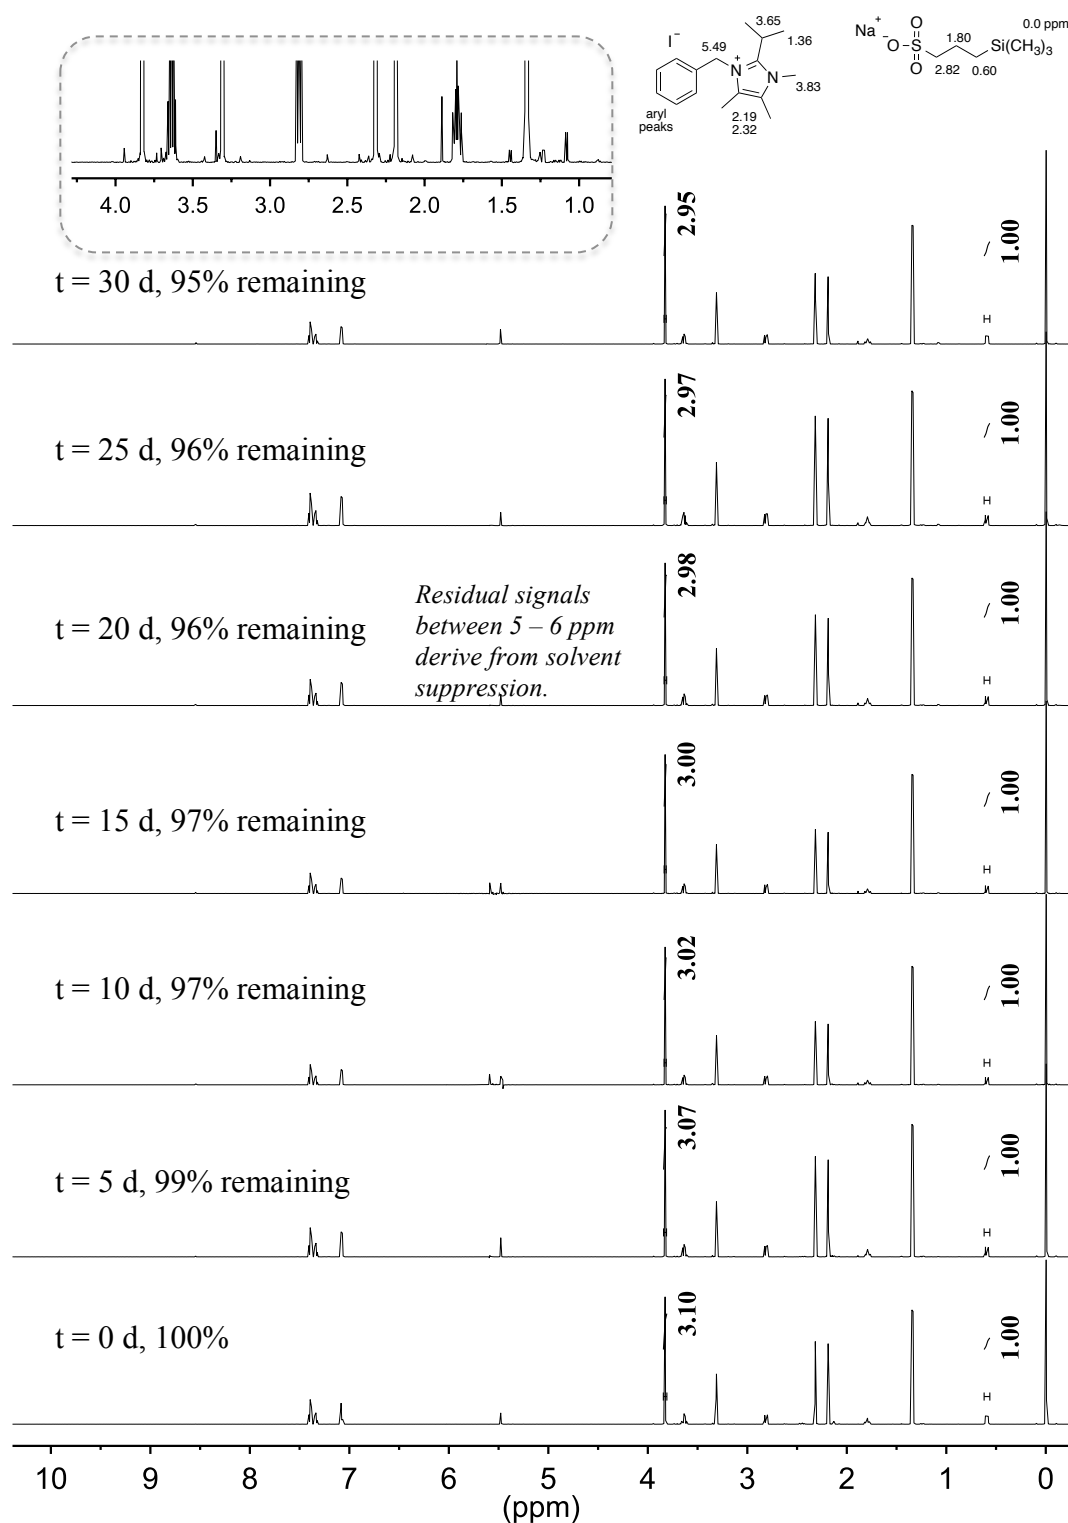 3.65
I⁻
5.49
1.36
N
+
N
3.83
aryl
peaks
2.19
2.32
Na⁺
⁻O
O
S
O
1.80
0.0 ppm
Si(CH₃)₃
2.82
0.60
4.0 3.5 3.0 2.5 2.0 1.5 1.0
t = 30 d, 95% remaining
2.95
1.00
t = 25 d, 96% remaining
2.97
1.00
t = 20 d, 96% remaining
Residual signals
between 5 – 6 ppm
derive from solvent
suppression.
2.98
1.00
t = 15 d, 97% remaining
3.00
1.00
t = 10 d, 97% remaining
3.02
1.00
t = 5 d, 99% remaining
3.07
1.00
t = 0 d, 100%
3.10
1.00
10 9 8 7 6 5 4 3 2 1 0
(ppm)